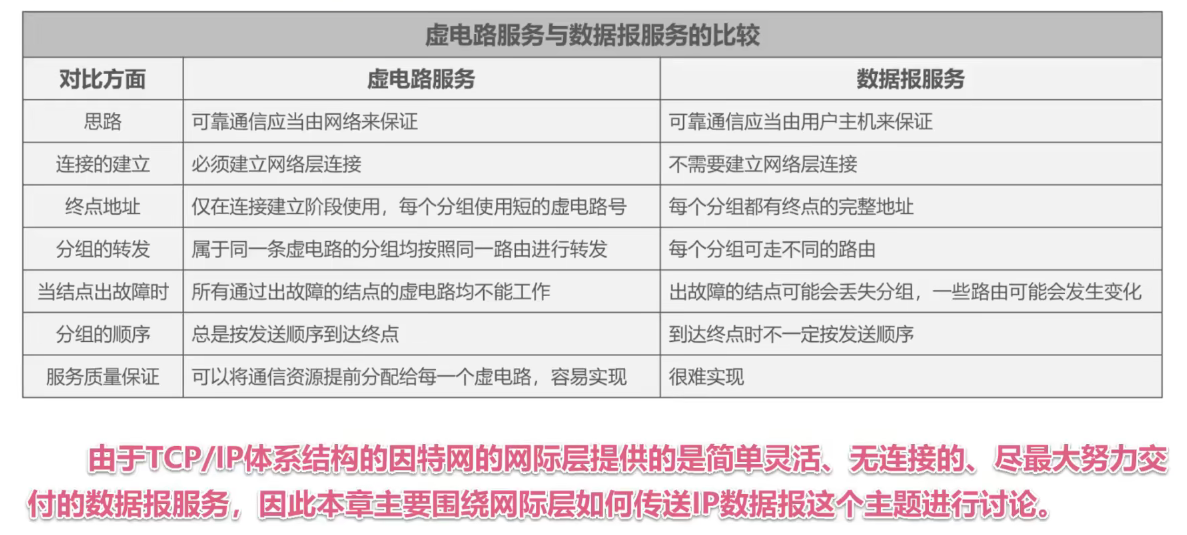 虚电路服务与数据报服务的比较
对比方面 虚电路服务 数据报服务
思路 可靠通信应当由网络来保证 可靠通信应当由用户主机来保证
连接的建立 必须建立网络层连接 不需要建立网络层连接
终点地址 仅在连接建立阶段使用，每个分组使用短的虚电路号 每个分组都有终点的完整地址
分组的转发 属于同一条虚电路的分组均按照同一路由进行转发 每个分组可走不同的路由
当结点出故障时 所有通过出故障的结点的虚电路均不能工作 出故障的结点可能会丢失分组，一些路由可能会发生变化
分组的顺序 总是按发送顺序到达终点 到达终点时不一定按发送顺序
服务质量保证 可以将通信资源提前分配给每一个虚电路，容易实现 很难实现
由于TCP/IP体系结构的因特网的网际层提供的是简单灵活、无连接的、尽最大努力交
付的数据报服务，因此本章主要围绕网际层如何传送IP数据报这个主题进行讨论。